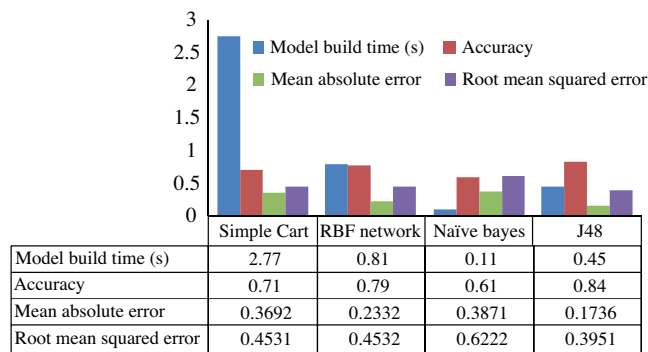 3
2.5
2
1.5
1
0.5
0
Model build time (s) Accuracy
Mean absolute error Root mean squared error
Simple Cart RBF network Naïve bayes J48
Model build time (s) 2.77 0.81 0.11 0.45
Accuracy 0.71 0.79 0.61 0.84
Mean absolute error 0.3692 0.2332 0.3871 0.1736
Root mean squared error 0.4531 0.4532 0.6222 0.3951